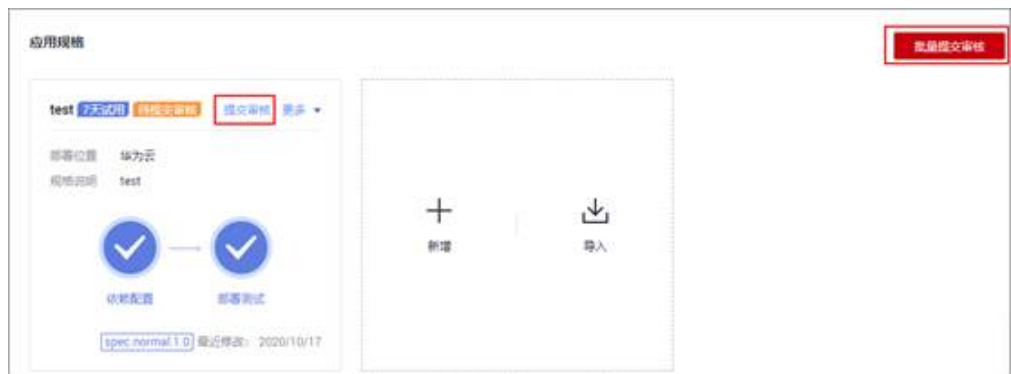 应用规格
批量提交审核
test 7天试用 待提交审核 提交审核 更多
部署位置 华为云
规格说明 test
新增 导入
依赖配置 部署测试
spec.normal.1.0 最近修改: 2020/10/17